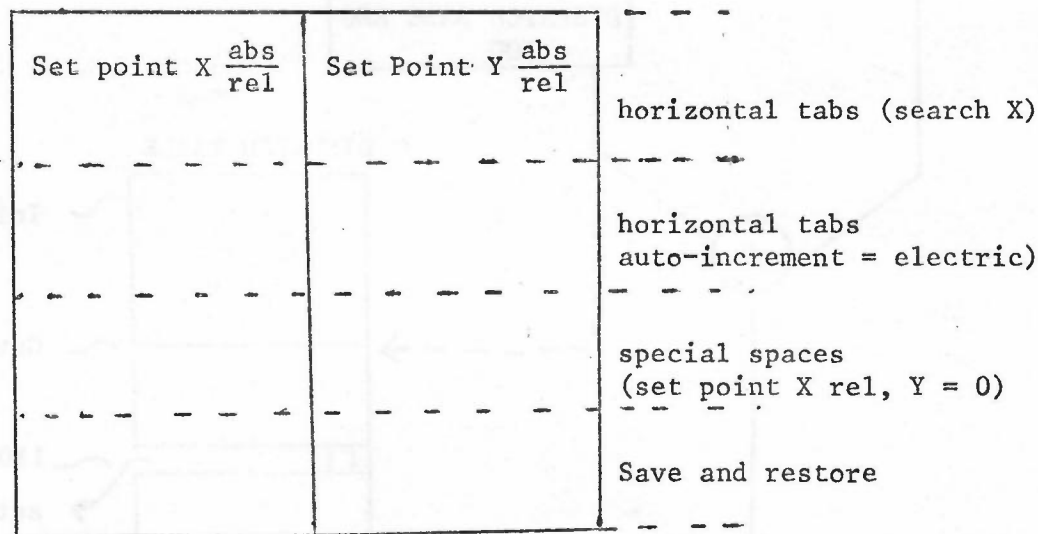 Set point X abs/rel
Set Point Y abs/rel
horizontal tabs (search X)
horizontal tabs
auto-increment = electric)
special spaces
(set point X rel, Y = 0)
Save and restore